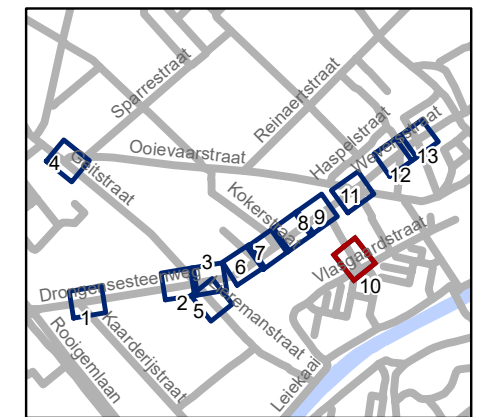 Sparrestraat
Reinaertstraat
Haspelstraat
Weversstraat
Ooievaarstraat
Geitstraat
Kokerstraat
Vlasgaardstraat
Drongensesteenweg
Rooigemlaan
Kaarderijstraat
Leiekaai
4
13
12
11
9
8
7
6
3
10
2
5
1